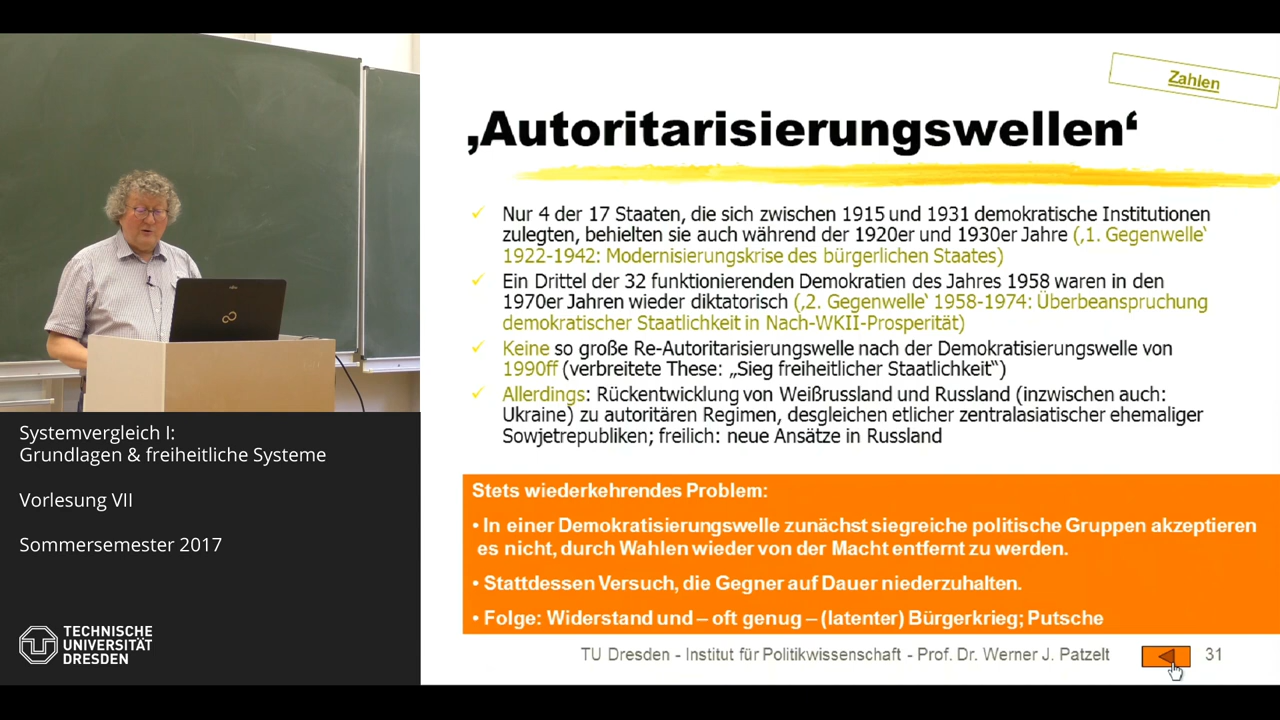 Zahlen
‚Autoritarisierungswellen‘
Nur 4 der 17 Staaten, die sich zwischen 1915 und 1931 demokratische Institutionen
zulegten, behielten sie auch während der 1920er und 1930er Jahre (‚1. Gegenwelle‘
1922-1942: Modernisierungskrise des bürgerlichen Staates)
Ein Drittel der 32 funktionierenden Demokratien des Jahres 1958 waren in den
1970er Jahren wieder diktatorisch (‚2. Gegenwelle‘ 1958-1974: Überbeanspruchung
demokratischer Staatlichkeit in Nach-WKII-Prosperität)
Keine so große Re-Autoritarisierungswelle nach der Demokratisierungswelle von
1990ff (verbreitete These: „Sieg freiheitlicher Staatlichkeit“)
Allerdings: Rückentwicklung von Weißrussland und Russland (inzwischen auch:
Ukraine) zu autoritären Regimen, desgleichen etlicher zentralasiatischer ehemaliger
Sowjetrepubliken; freilich: neue Ansätze in Russland
Stets wiederkehrendes Problem:
• In einer Demokratisierungswelle zunächst siegreiche politische Gruppen akzeptieren
es nicht, durch Wahlen wieder von der Macht entfernt zu werden.
• Stattdessen Versuch, die Gegner auf Dauer niederzuhalten.
• Folge: Widerstand und – oft genug – (latenter) Bürgerkrieg; Putsche
TU Dresden - Institut für Politikwissenschaft - Prof. Dr. Werner J. Patzelt
31
Systemvergleich I:
Grundlagen & freiheitliche Systeme
Vorlesung VII
Sommersemester 2017
TECHNISCHE
UNIVERSITÄT
DRESDEN